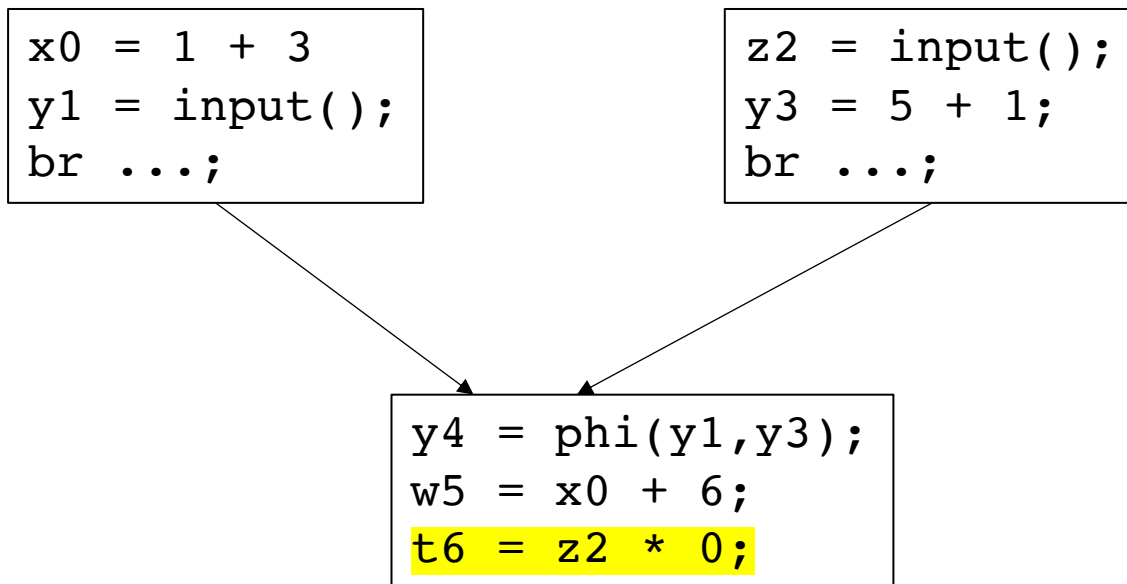 x0 = 1 + 3
y1 = input();
br ...;
z2 = input();
y3 = 5 + 1;
br ...;
y4 = phi(y1,y3);
w5 = x0 + 6;
t6 = z2 * 0;